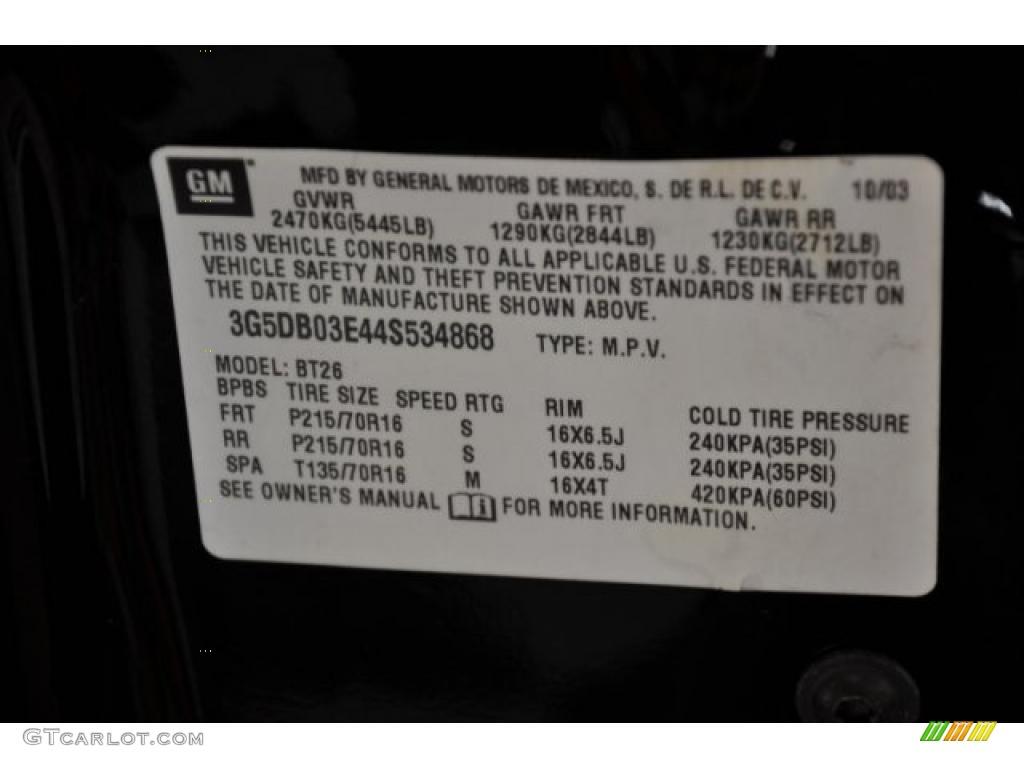 GM
MFD BY GENERAL MOTORS DE MEXICO, S. DE R.L. DE C.V. 10/03
GVWR GAWR FRT GAWR RR
2470KG(5445LB) 1290KG(2844LB) 1230KG(2712LB)
THIS VEHICLE CONFORMS TO ALL APPLICABLE U.S. FEDERAL MOTOR
VEHICLE SAFETY AND THEFT PREVENTION STANDARDS IN EFFECT ON
THE DATE OF MANUFACTURE SHOWN ABOVE.
3G5DB03E44S534868 TYPE: M.P.V.
MODEL: BT26
BPBS TIRE SIZE SPEED RTG RIM COLD TIRE PRESSURE
FRT P215/70R16 S 16X6.5J 240KPA(35PSI)
RR P215/70R16 S 16X6.5J 240KPA(35PSI)
SPA T135/70R16 M 16X4T 420KPA(60PSI)
SEE OWNER'S MANUAL i FOR MORE INFORMATION.
GTCARLOT.COM